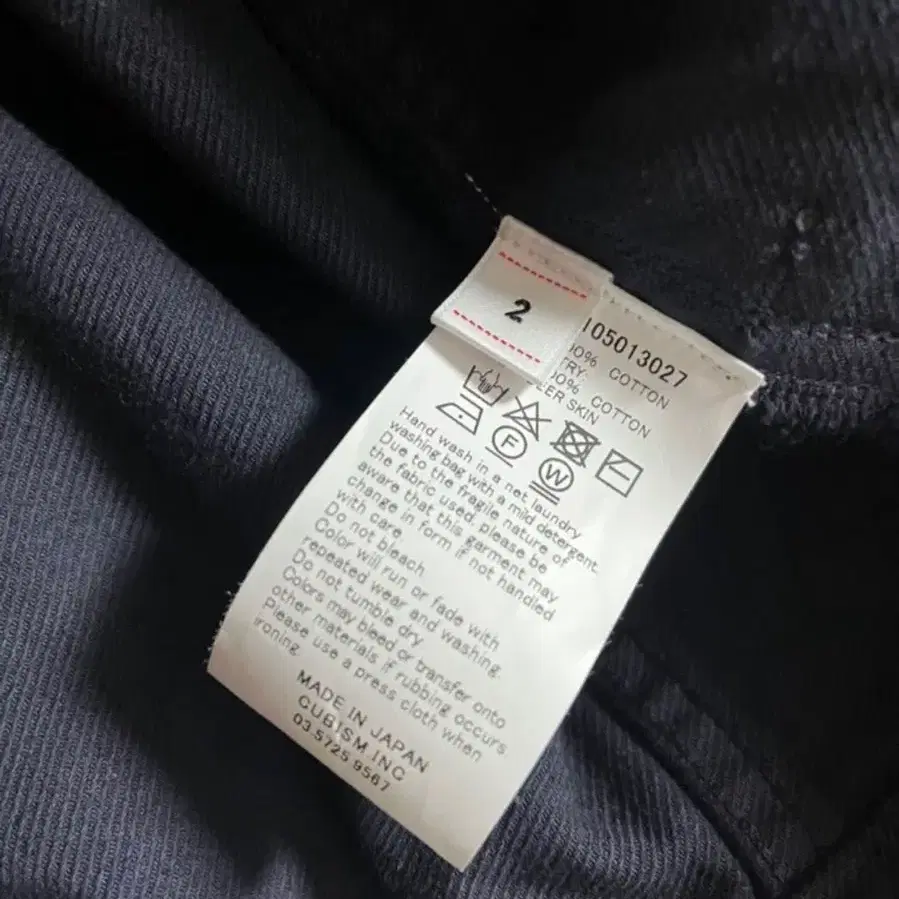 2
105013027
COTTON
COTTON
DEER SKIN
F
W
Hand wash in a net laundry
washing bag with a mild detergent.
Due to the fragile nature of
the fabric used, please be
aware that this garment may
change in form if not handled
with care.
Do not bleach
Color will run or fade with
repeated wear and washing.
Do not tumble dry
Colors may bleed or transfer onto
other materials if rubbing occurs
Please use a press cloth when
ironing.
MADE IN JAPAN
CUBISM INC
03.5725.9567